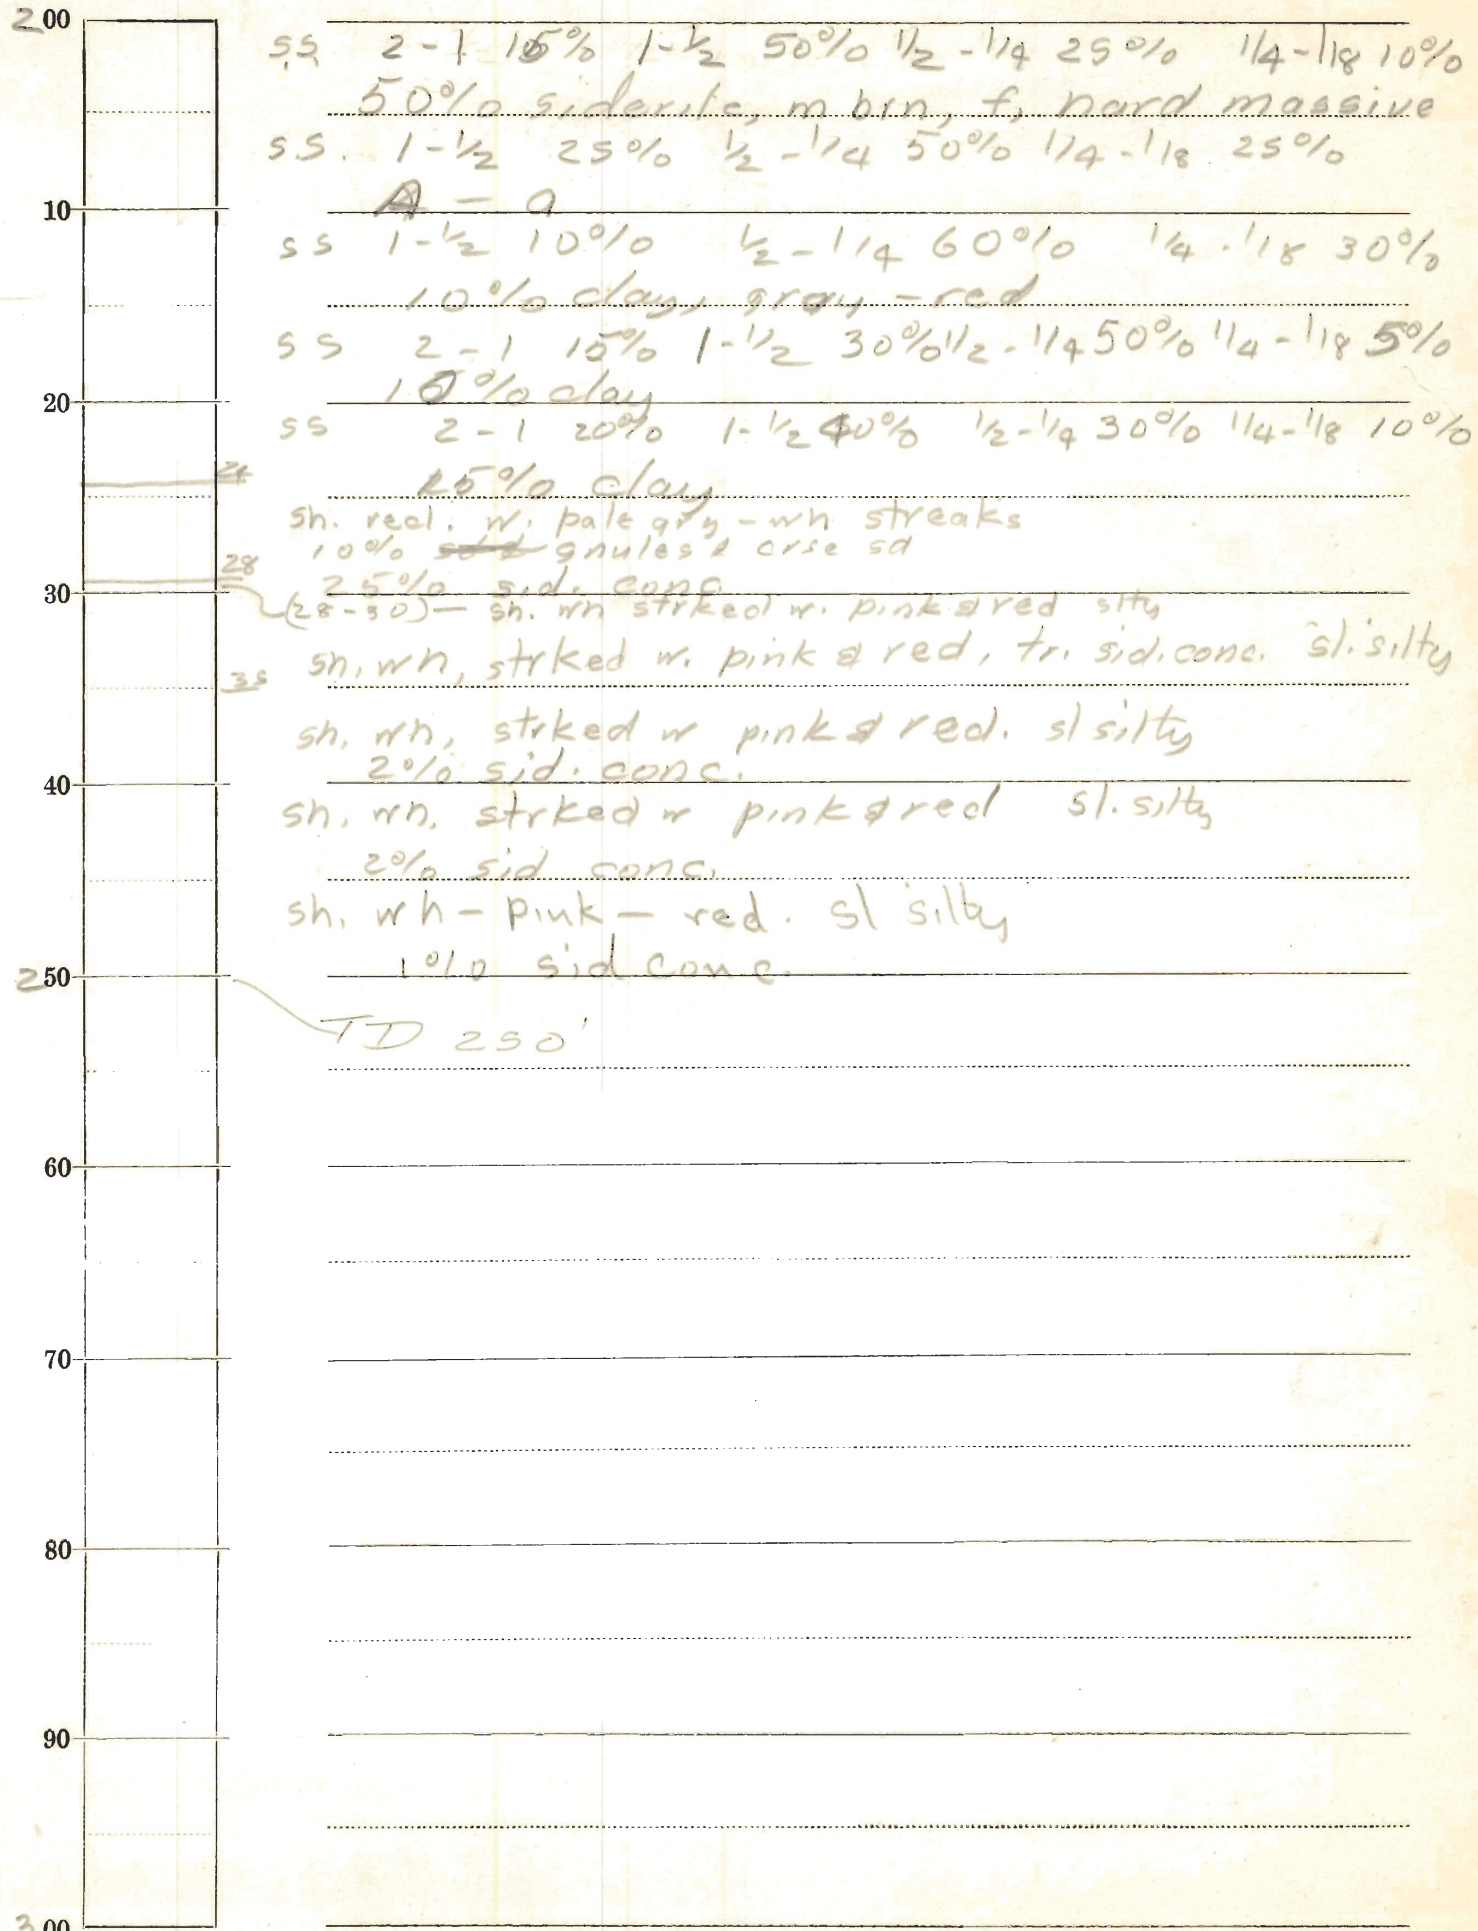 200
s.s. 2 - 1 15% 1-½ 50% ½ - 1/4 25% 1/4 - 1/8 10%
50% siderite, m brn, f, hard massive
s.s. 1-½ 25% ½ - 1/4 50% 1/4 - 1/8 25%
A - a
10
ss 1-½ 10% ½ - 1/4 60% 1/4 - 1/8 30%
10% clay, gray - red
ss 2 - 1 15% 1-½ 30% ½ - 1/4 50% 1/4 - 1/8 5%
10% clay
20
ss 2 - 1 20% 1-½ 40% ½ - 1/4 30% 1/4 - 1/8 10%
24
15% clay
sh. red. w. pale gry - wh streaks
10% gnules & crse sd
28
25% sid. conc
30
(28-30) - sh. wh strked w. pink & red slty
sh, wh, strked w. pink & red, tr. sid. conc. sl. silty
35
sh, wh, strked w pink & red. sl silty
2% sid. conc.
40
sh, wh, strked w pink & red sl. silty
2% sid conc.
sh, wh - pink - red. sl silty
1% sid conc.
250
TD 250'
60
70
80
90
300